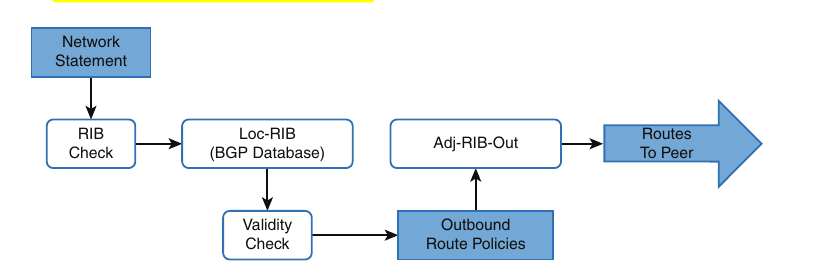 Network
Statement
RIB
Check
Loc-RIB
(BGP Database)
Adj-RIB-Out
Routes
To Peer
Validity
Check
Outbound
Route Policies